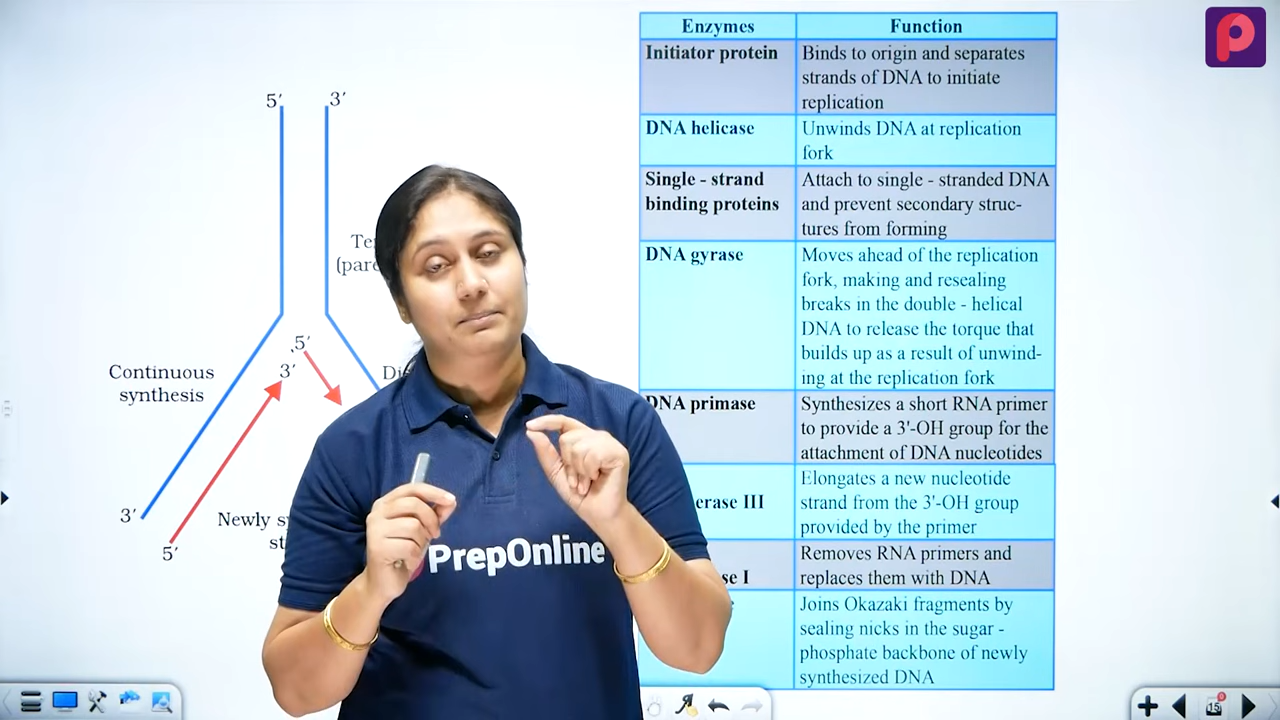 5′ 3′
5′
3′
Continuous
synthesis
3′
5′
Newly
PrepOnline
Enzymes Function
Initiator protein Binds to origin and separates
strands of DNA to initiate
replication
DNA helicase Unwinds DNA at replication
fork
Single - strand Attach to single - stranded DNA
binding proteins and prevent secondary struc-
tures from forming
DNA gyrase Moves ahead of the replication
fork, making and resealing
breaks in the double - helical
DNA to release the torque that
builds up as a result of unwind-
ing at the replication fork
DNA primase Synthesizes a short RNA primer
to provide a 3'-OH group for the
attachment of DNA nucleotides
Elongates a new nucleotide
erase III strand from the 3'-OH group
provided by the primer
Removes RNA primers and
se I replaces them with DNA
Joins Okazaki fragments by
sealing nicks in the sugar -
phosphate backbone of newly
synthesized DNA
15